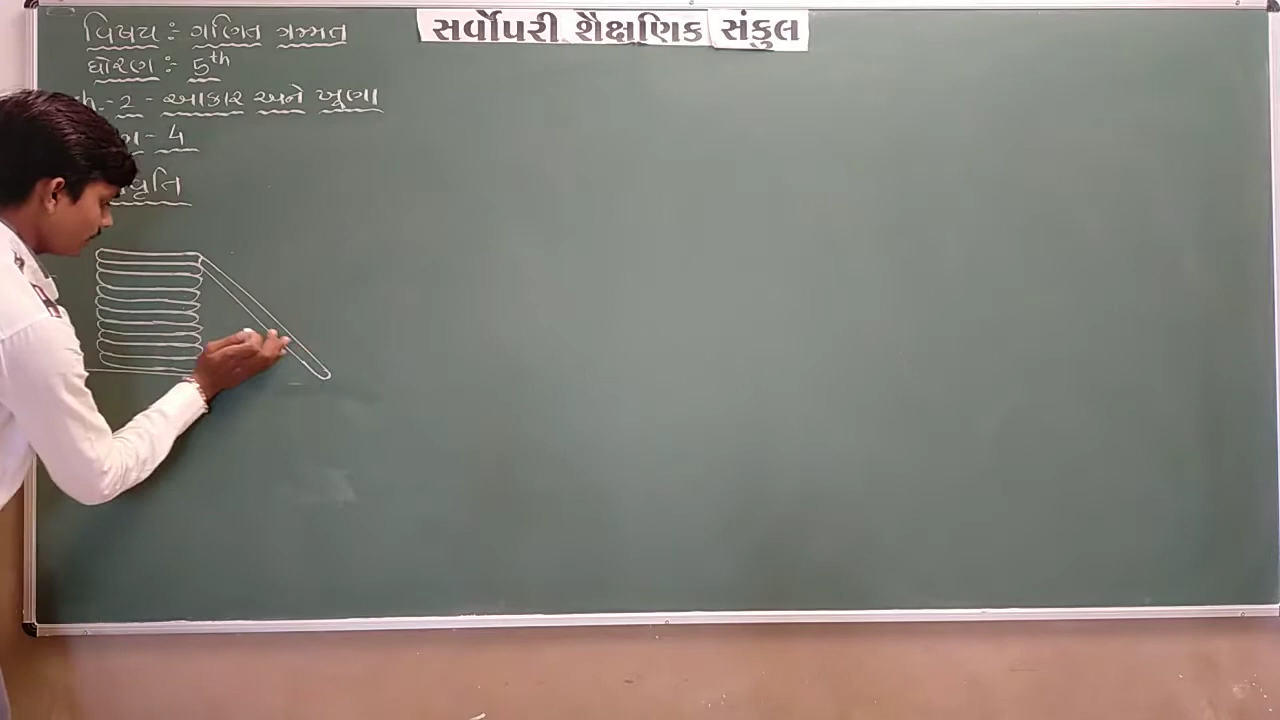 સર્વોપરી શૈક્ષણિક સંકુલ
વિષય :- ગણિત ગમ્મત
ધોરણ :- 5th
2 - આકાર અને ખૂણા
- 4